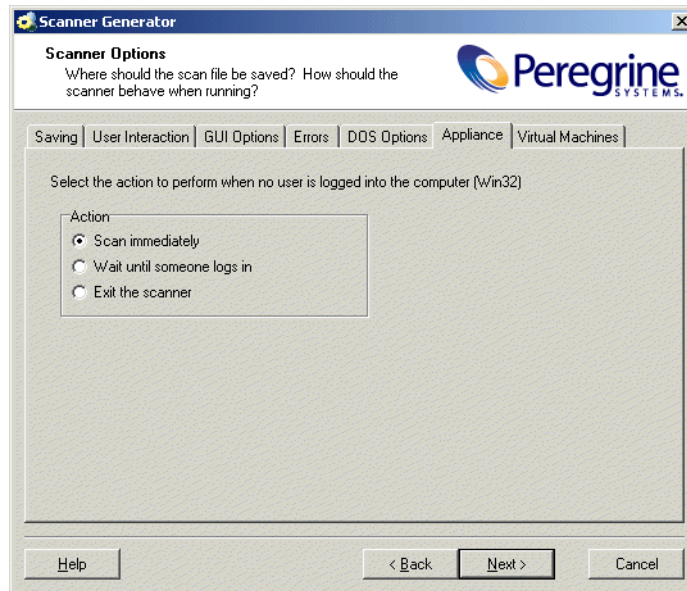 Scanner Generator
Scanner Options
Where should the scan file be saved? How should the
scanner behave when running?
Peregrine
SYSTEMS.
Saving
User Interaction
GUI Options
Errors
DOS Options
Appliance
Virtual Machines
Select the action to perform when no user is logged into the computer (Win32)
Action
Scan immediately
Wait until someone logs in
Exit the scanner
Help
< Back
Next >
Cancel